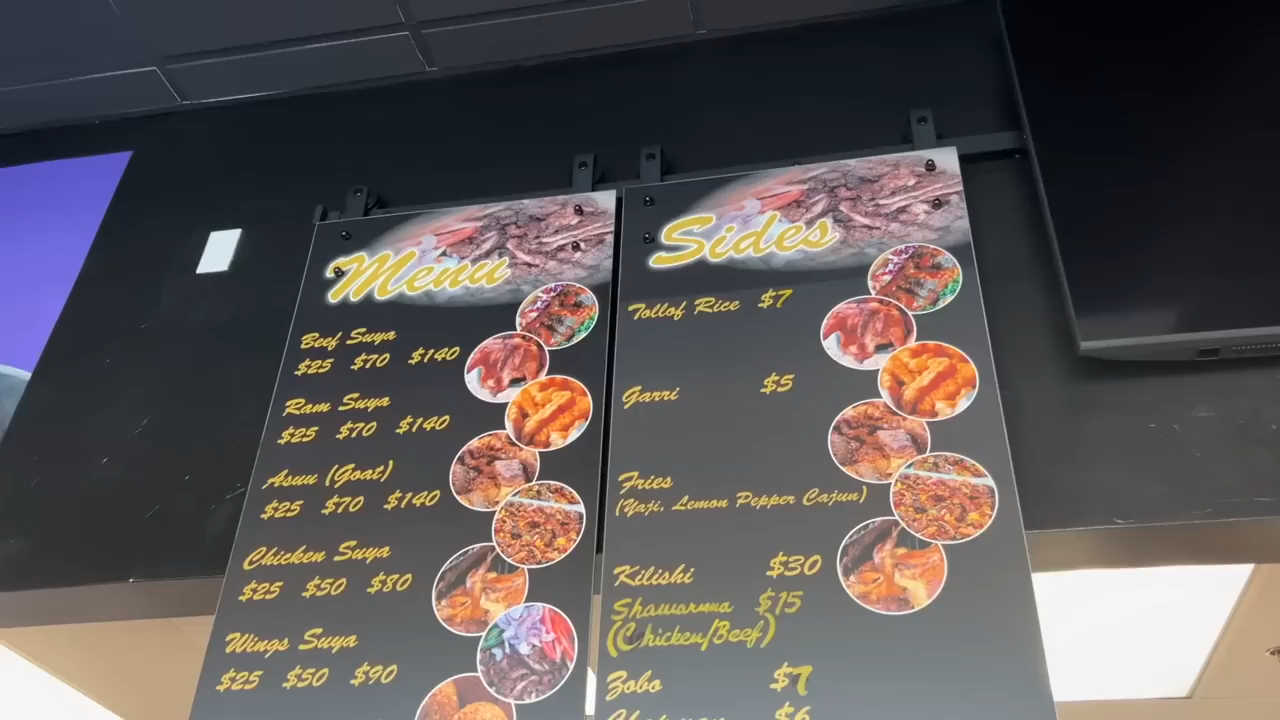 Menu
Beef Suya
$25 $70 $140
Ram Suya
$25 $70 $140
Asun (Goat)
$25 $70 $140
Chicken Suya
$25 $50 $80
Wings Suya
$25 $50 $90
Sides
Jollof Rice $7
Garri $5
Fries
(Yaji, Lemon Pepper Cajun)
Kilishi $30
Shawarma $15
(Chicken/Beef)
Zobo $7
$6